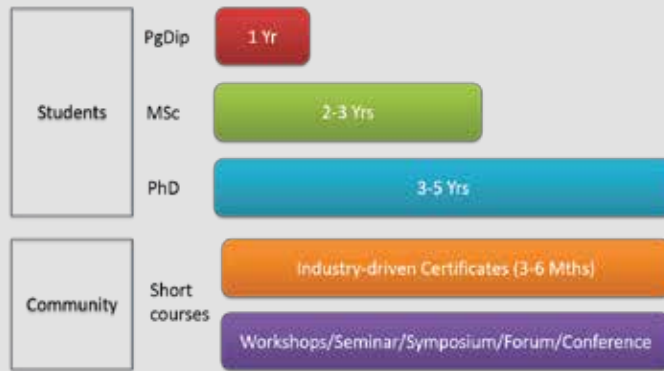 PgDip
1 Yr
Students
MSc
2-3 Yrs
PhD
3-5 Yrs
Community
Short
courses
Industry-driven Certificates (3-6 Mths)
Workshops/Seminar/Symposium/Forum/Conference